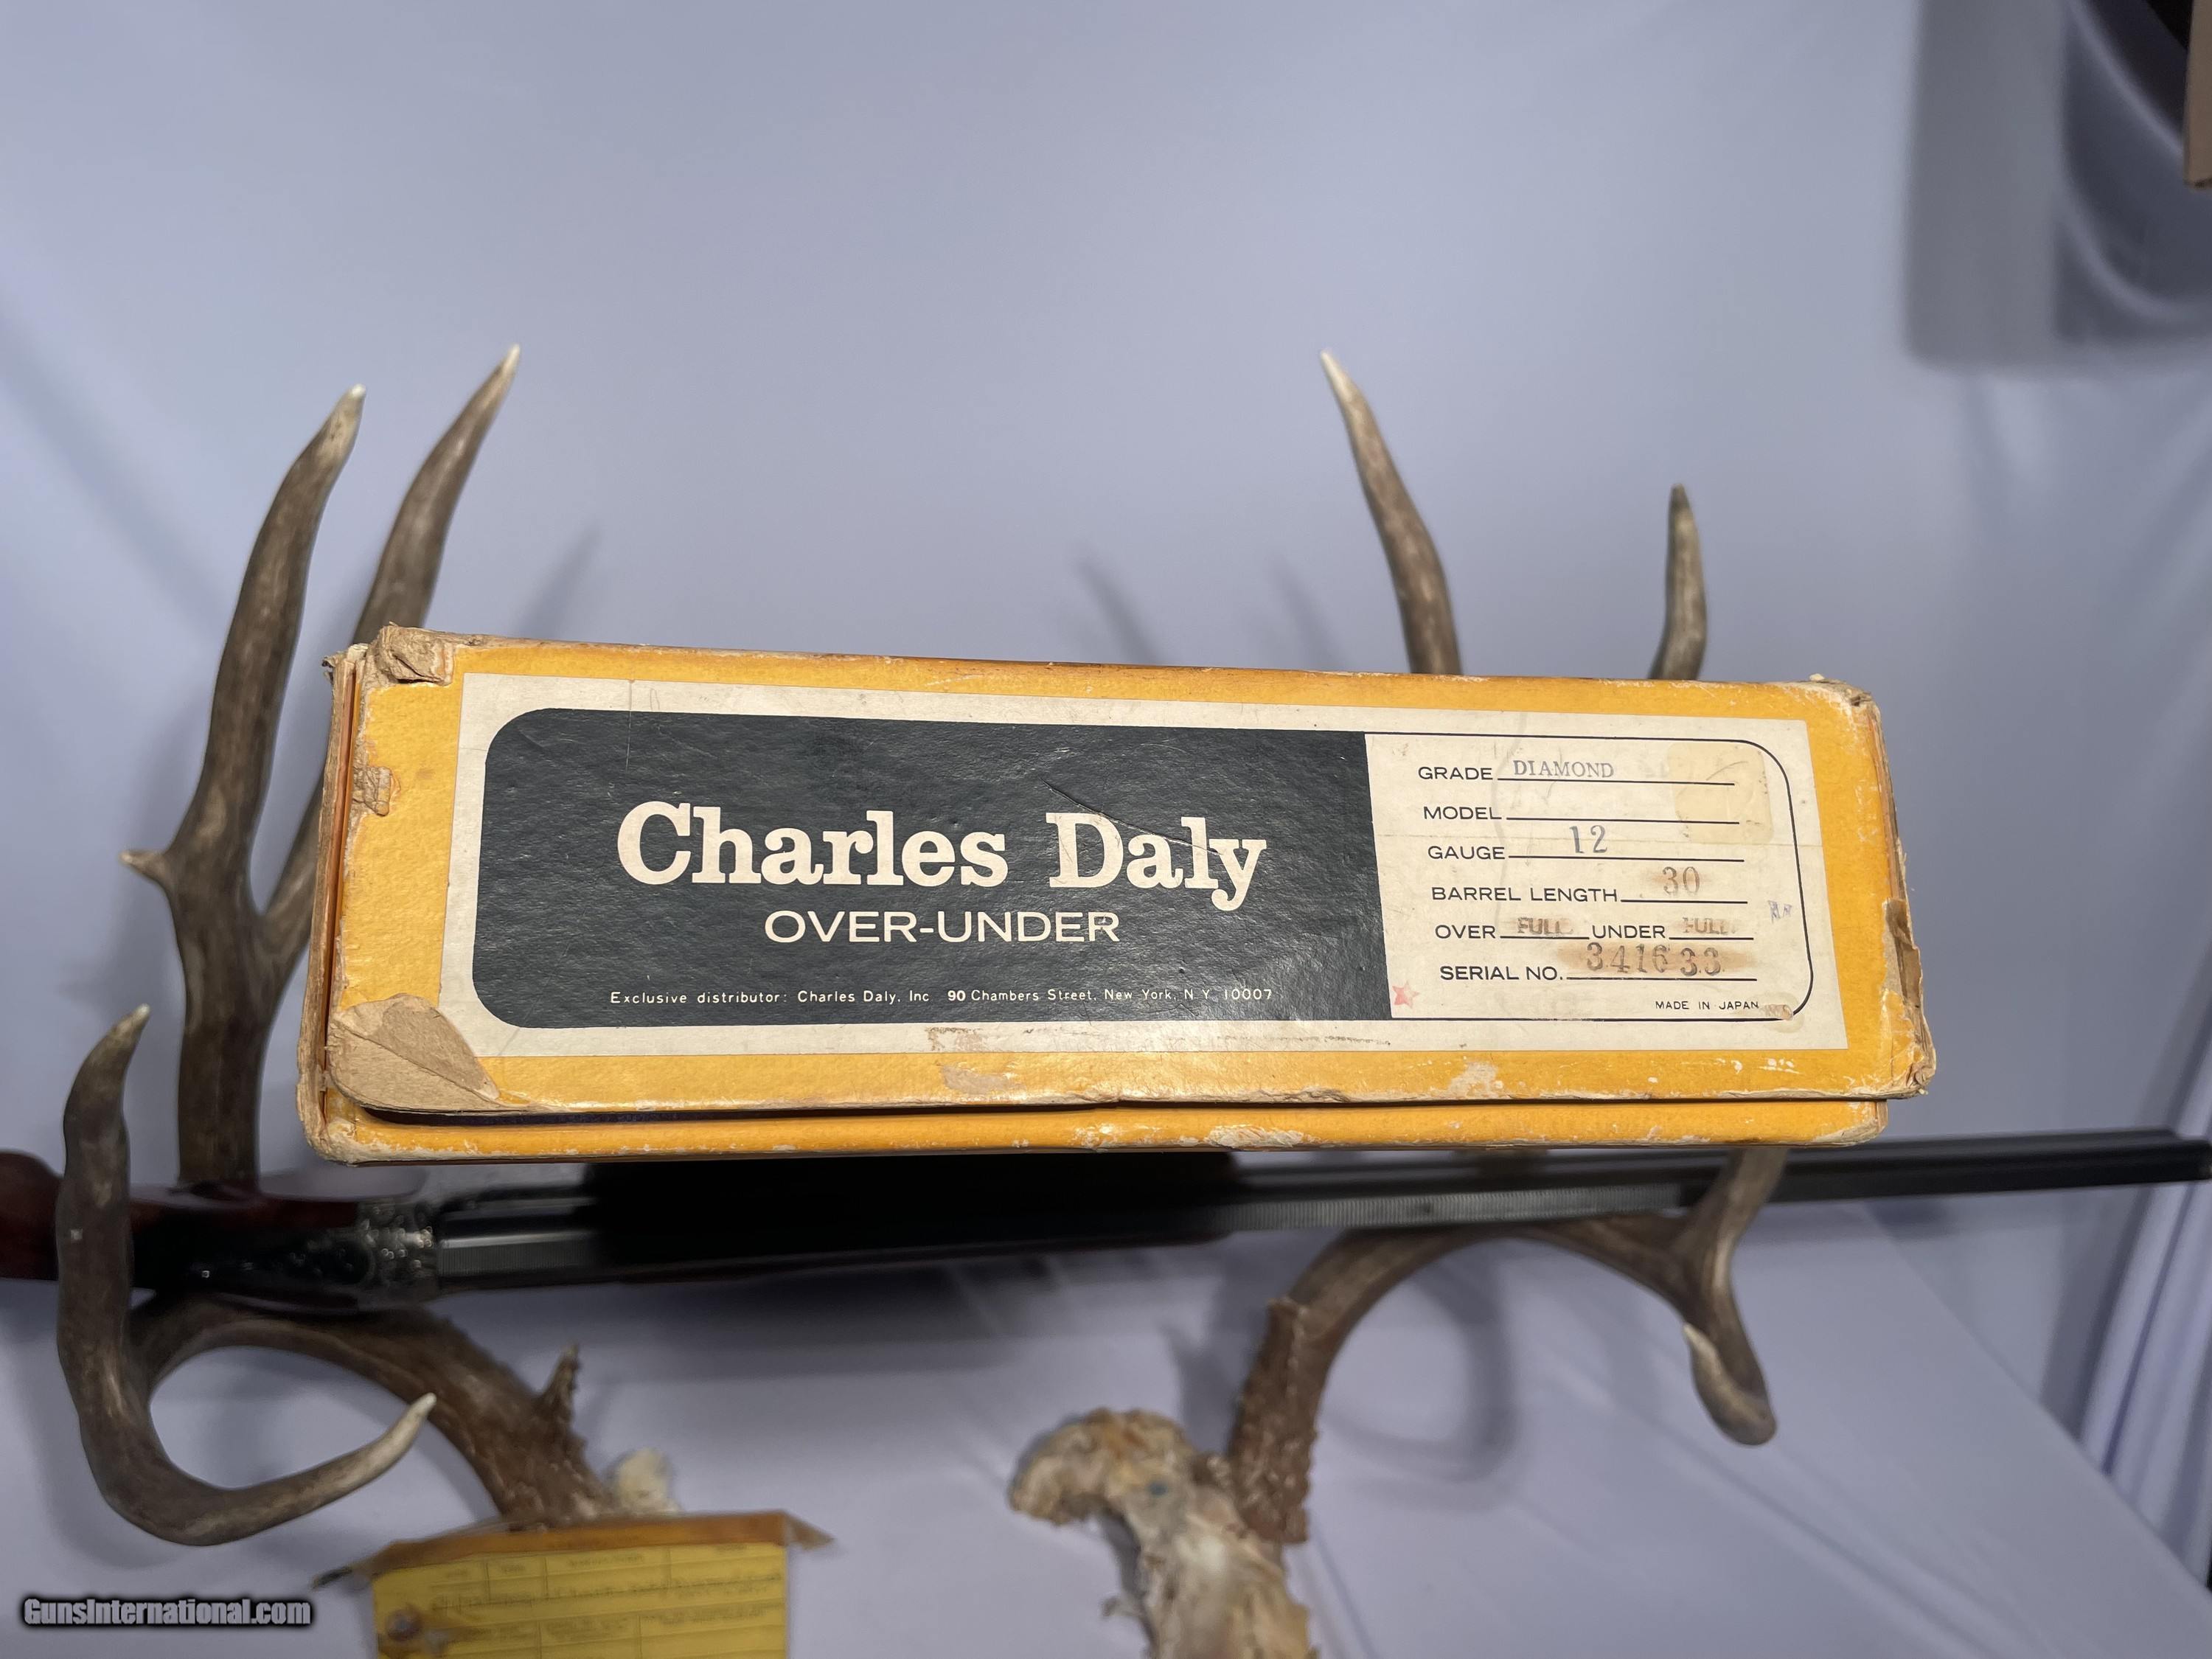 Charles Daly
OVER-UNDER
Exclusive distributor: Charles Daly, Inc 90 Chambers Street, New York, N Y 10007
GRADE DIAMOND
MODEL
GAUGE 12
BARREL LENGTH 30
OVER FULL UNDER FULL
SERIAL NO. 341633
MADE IN JAPAN
GunsInternational.com